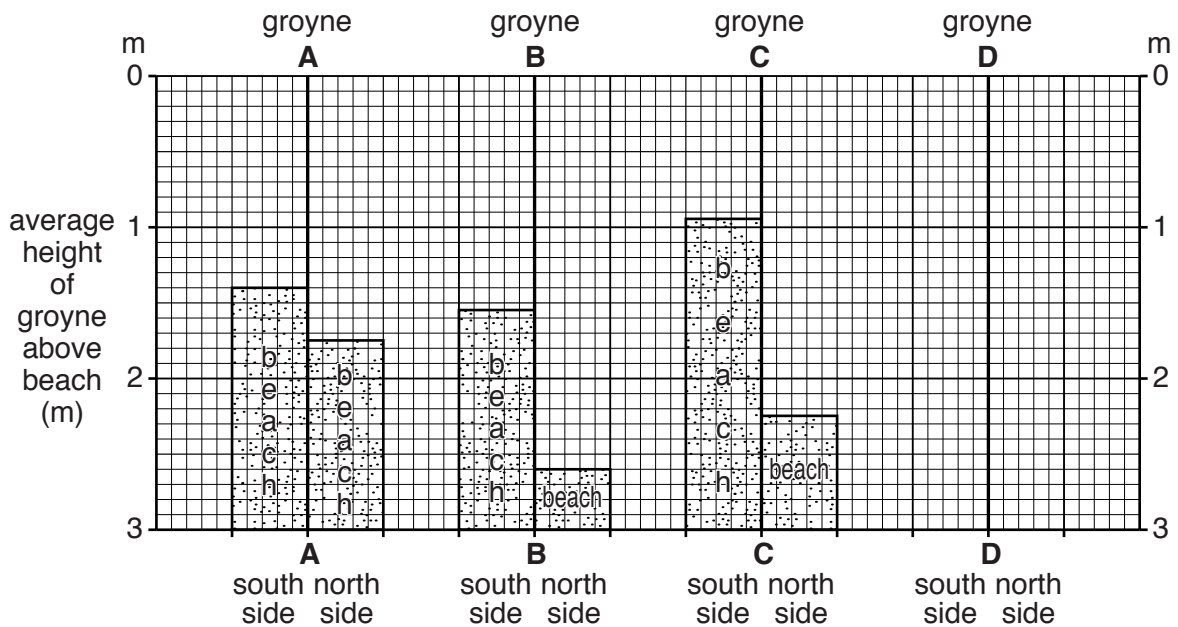 groyne groyne groyne groyne
m A B C D m
0 0
average
height
of
groyne
above
beach
(m)
1 1
2 2
3 3
beach beach beach beach beach beach
A B C D
south north south north south north south north
side side side side side side side side